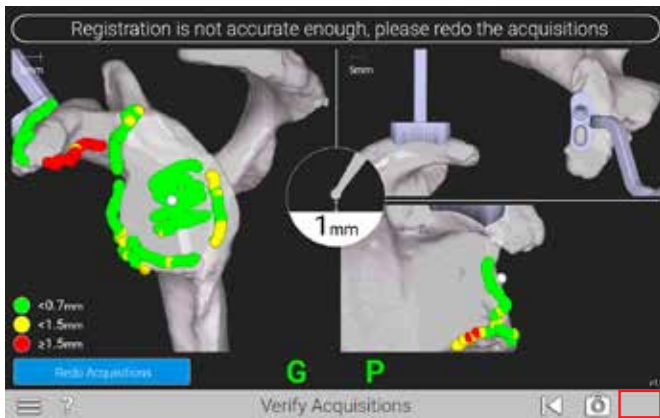 Registration is not accurate enough, please redo the acquisitions
5mm
1mm
<0.7mm
<1.5mm
≥1.5mm
Redo Acquisitions
G P
?
Verify Acquisitions